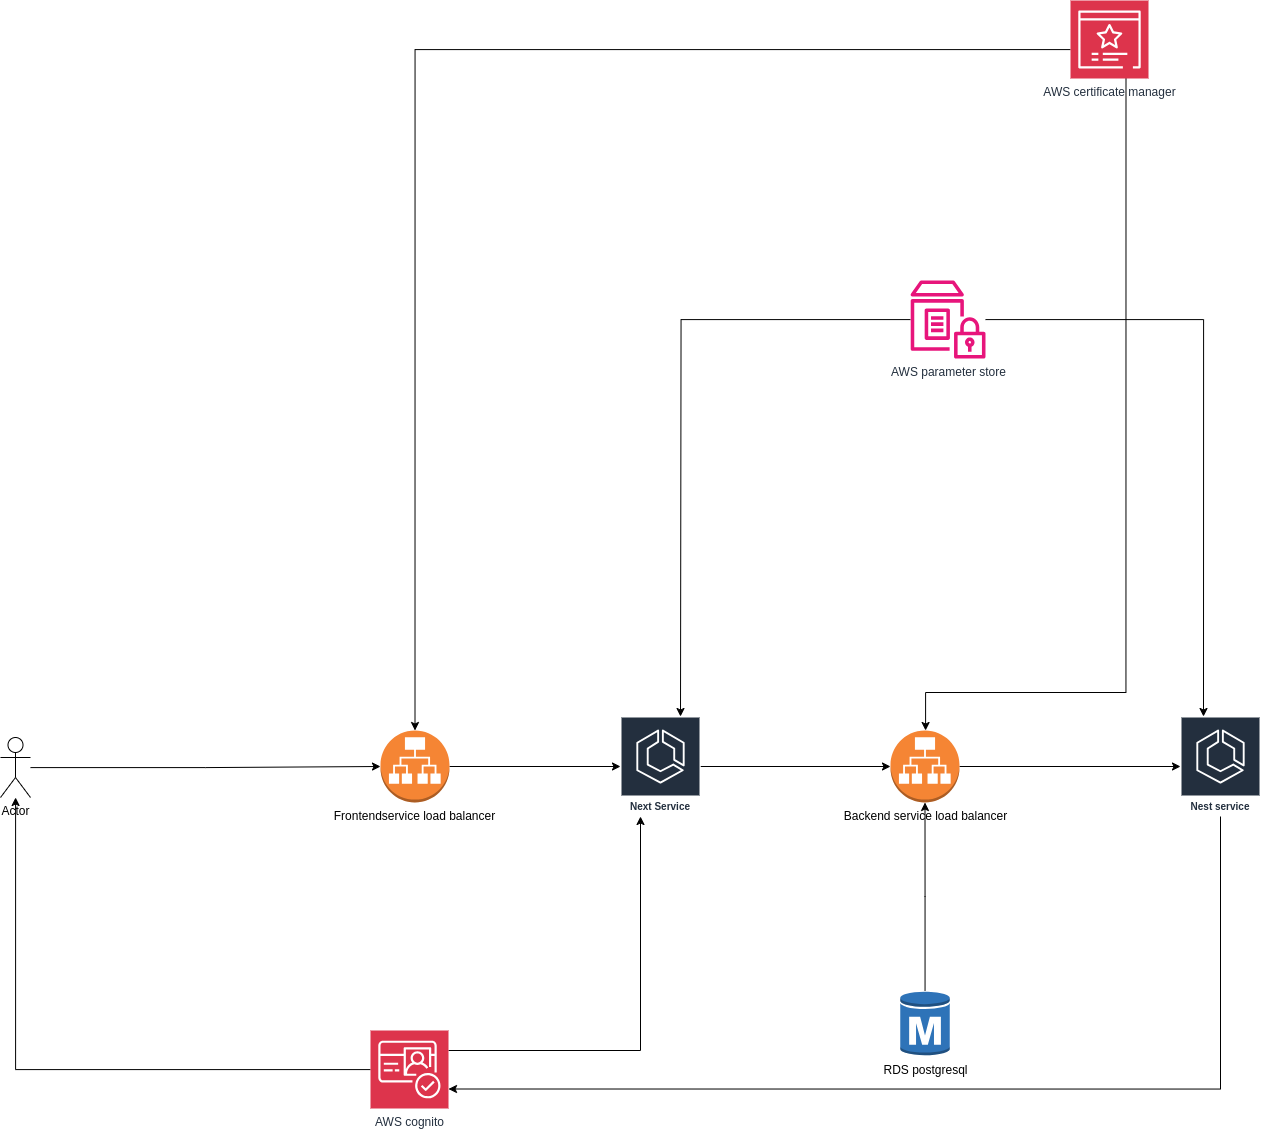 AWS certificate manager
AWS parameter store
Actor
Frontendservice load balancer
Next Service
Backend service load balancer
Nest service
M
RDS postgresql
AWS cognito